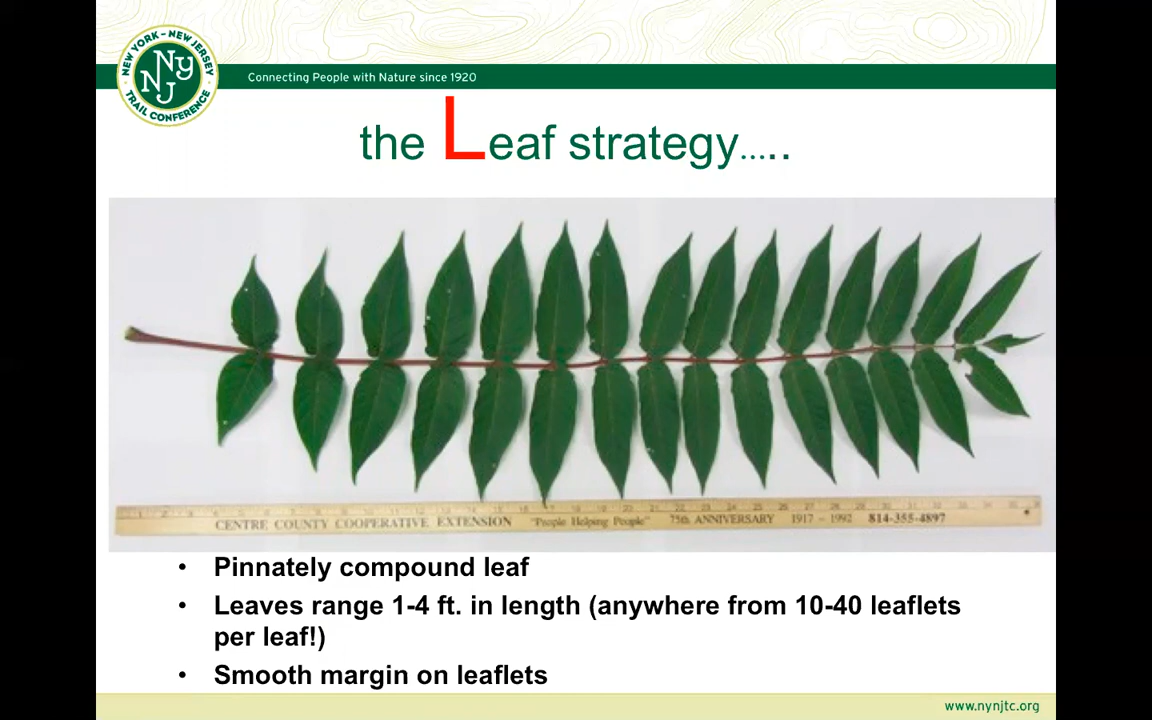 NEW YORK - NEW JERSEY
NY
NJ
TRAIL CONFERENCE
Connecting People with Nature since 1920
the Leaf strategy.....
CENTRE COUNTY COOPERATIVE EXTENSION "People Helping People" 75th ANNIVERSARY 1917 - 1992 814-355-4897
• Pinnately compound leaf
• Leaves range 1-4 ft. in length (anywhere from 10-40 leaflets
per leaf!)
• Smooth margin on leaflets
www.nynjtc.org